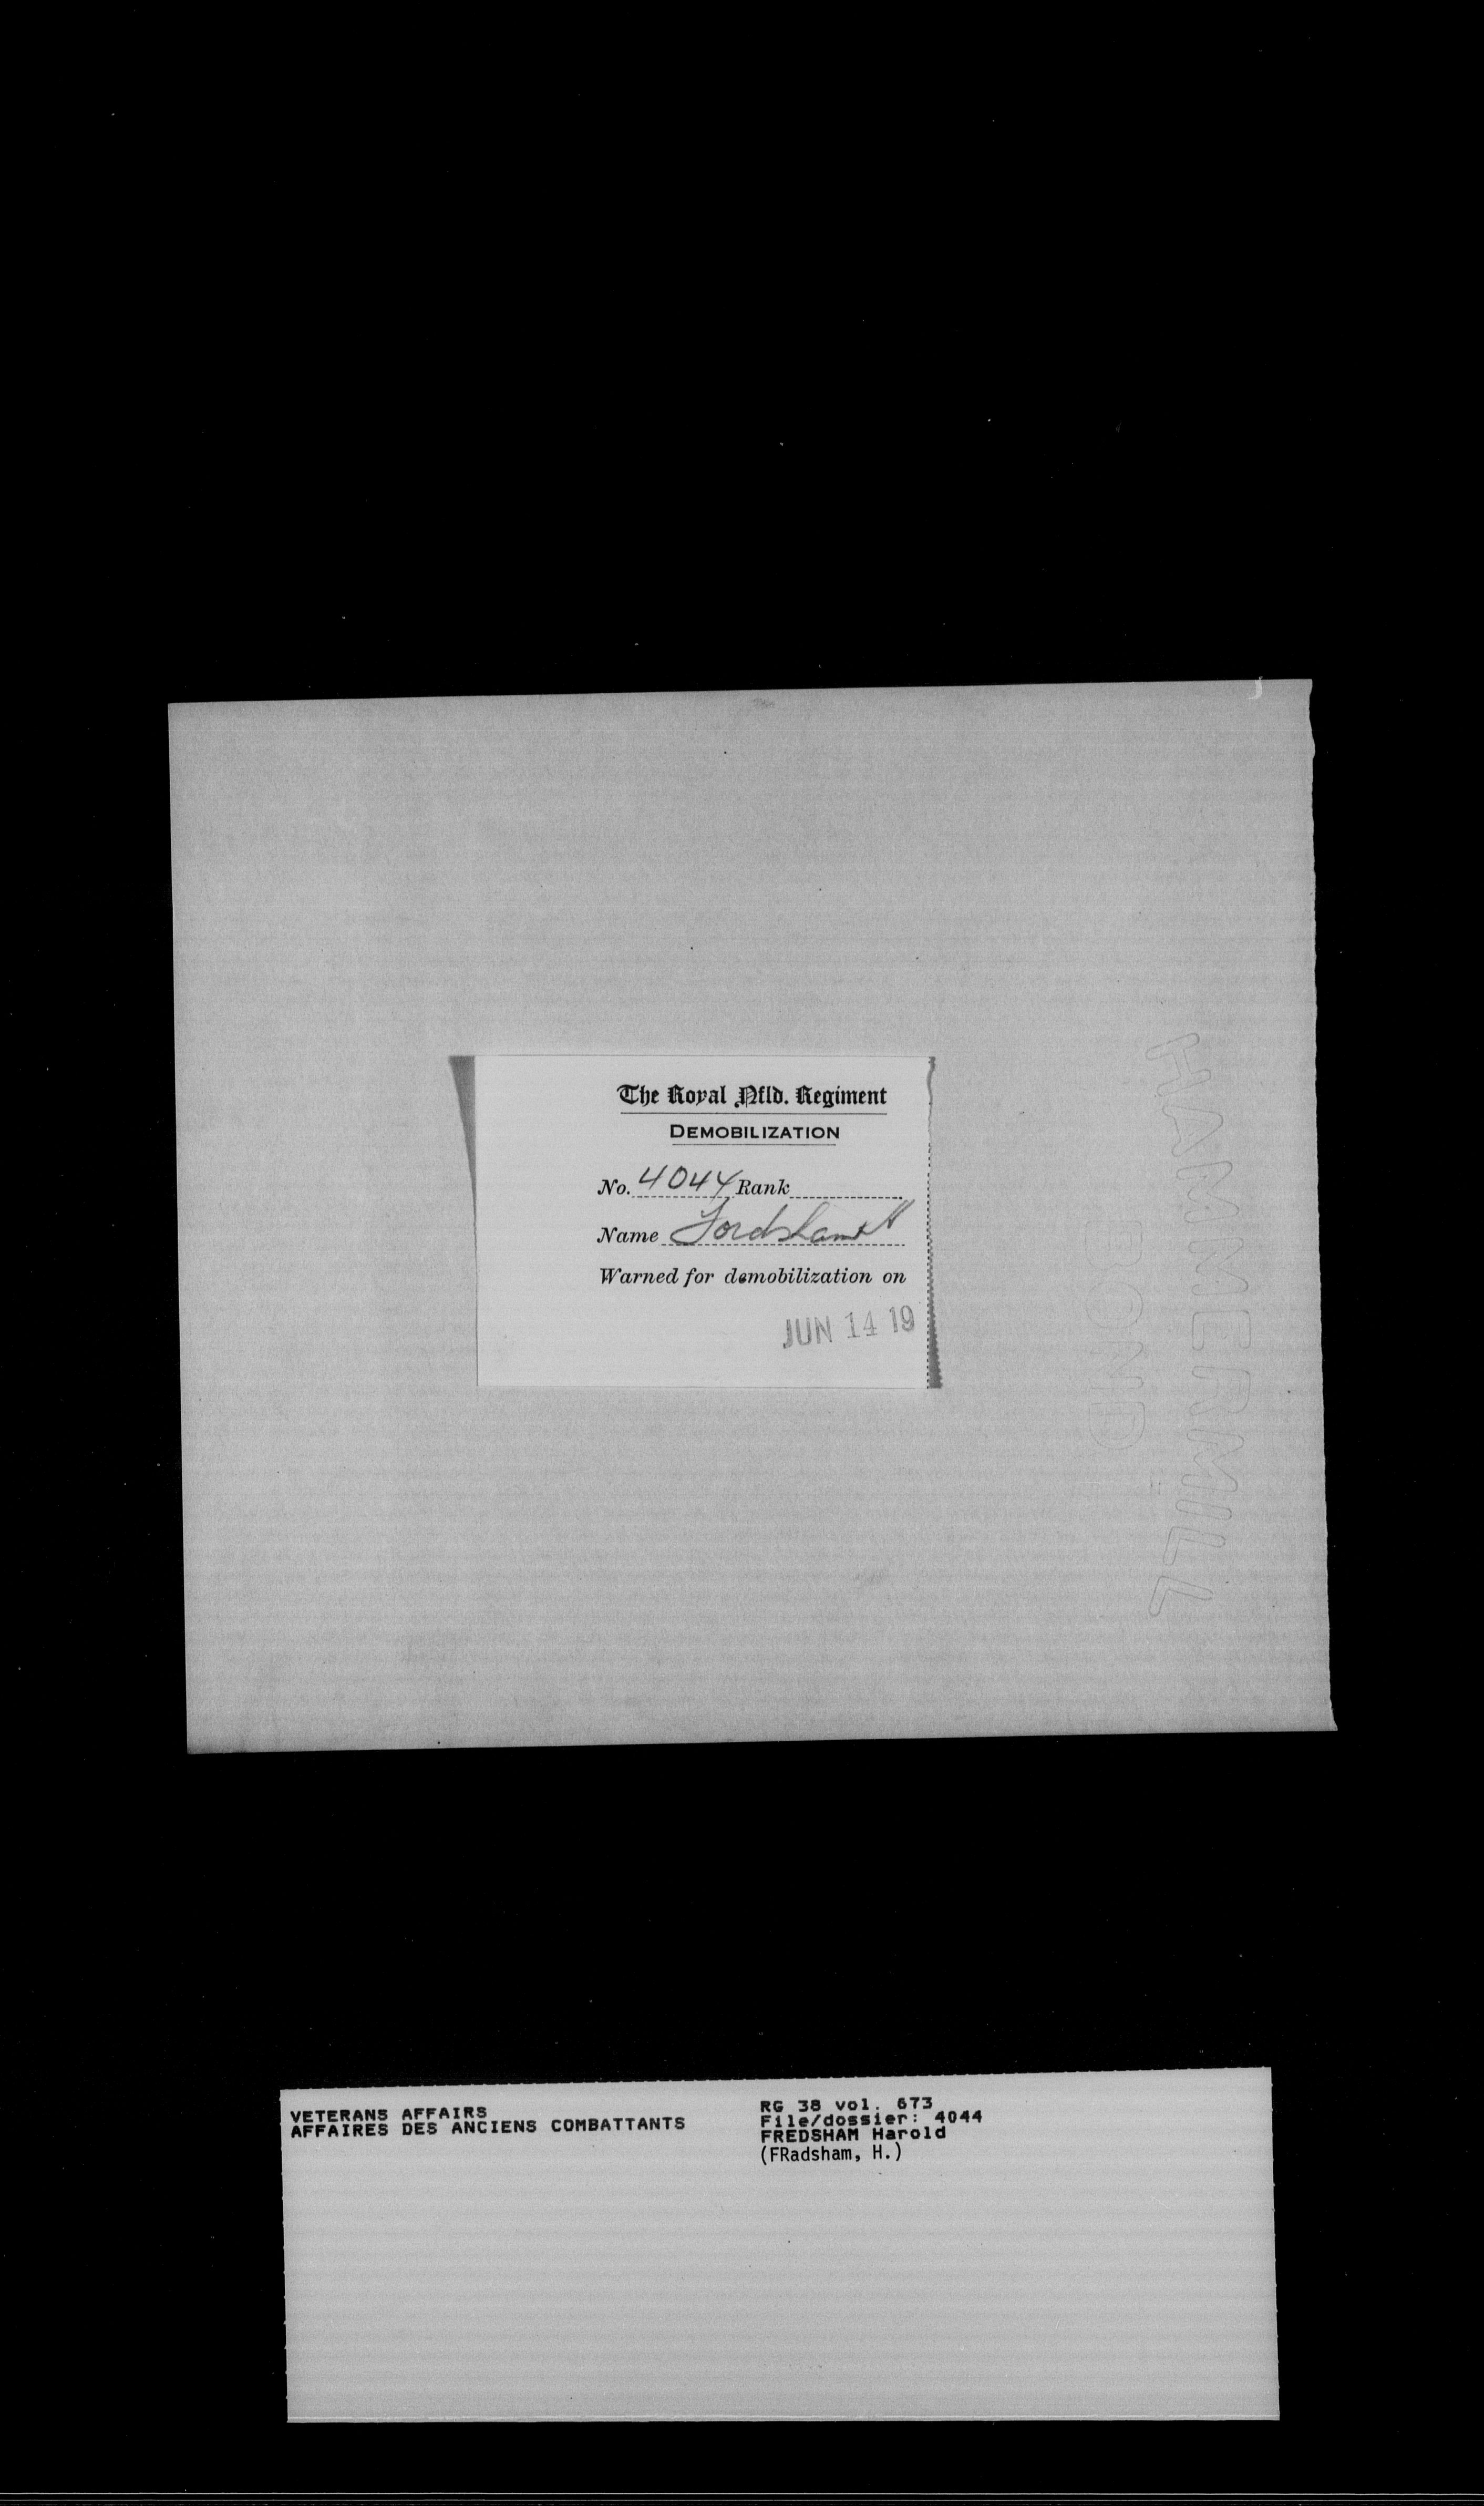 The Royal Nfld. Regiment
DEMOBILIZATION
No. 4044 Rank
Name Fordsham H
Warned for demobilization on
JUN 14 19
HAMMERMILL
BOND
VETERANS AFFAIRS
AFFAIRES DES ANCIENS COMBATTANTS
RG 38 vol. 673
File/dossier: 4044
FREDSHAM Harold
(FRadsham, H.)